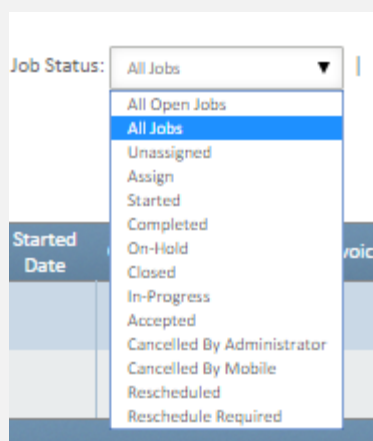 Job Status: All Jobs
All Open Jobs
All Jobs
Unassigned
Assign
Started
Completed
On-Hold
Closed
In-Progress
Accepted
Cancelled By Administrator
Cancelled By Mobile
Rescheduled
Reschedule Required
Started
Date